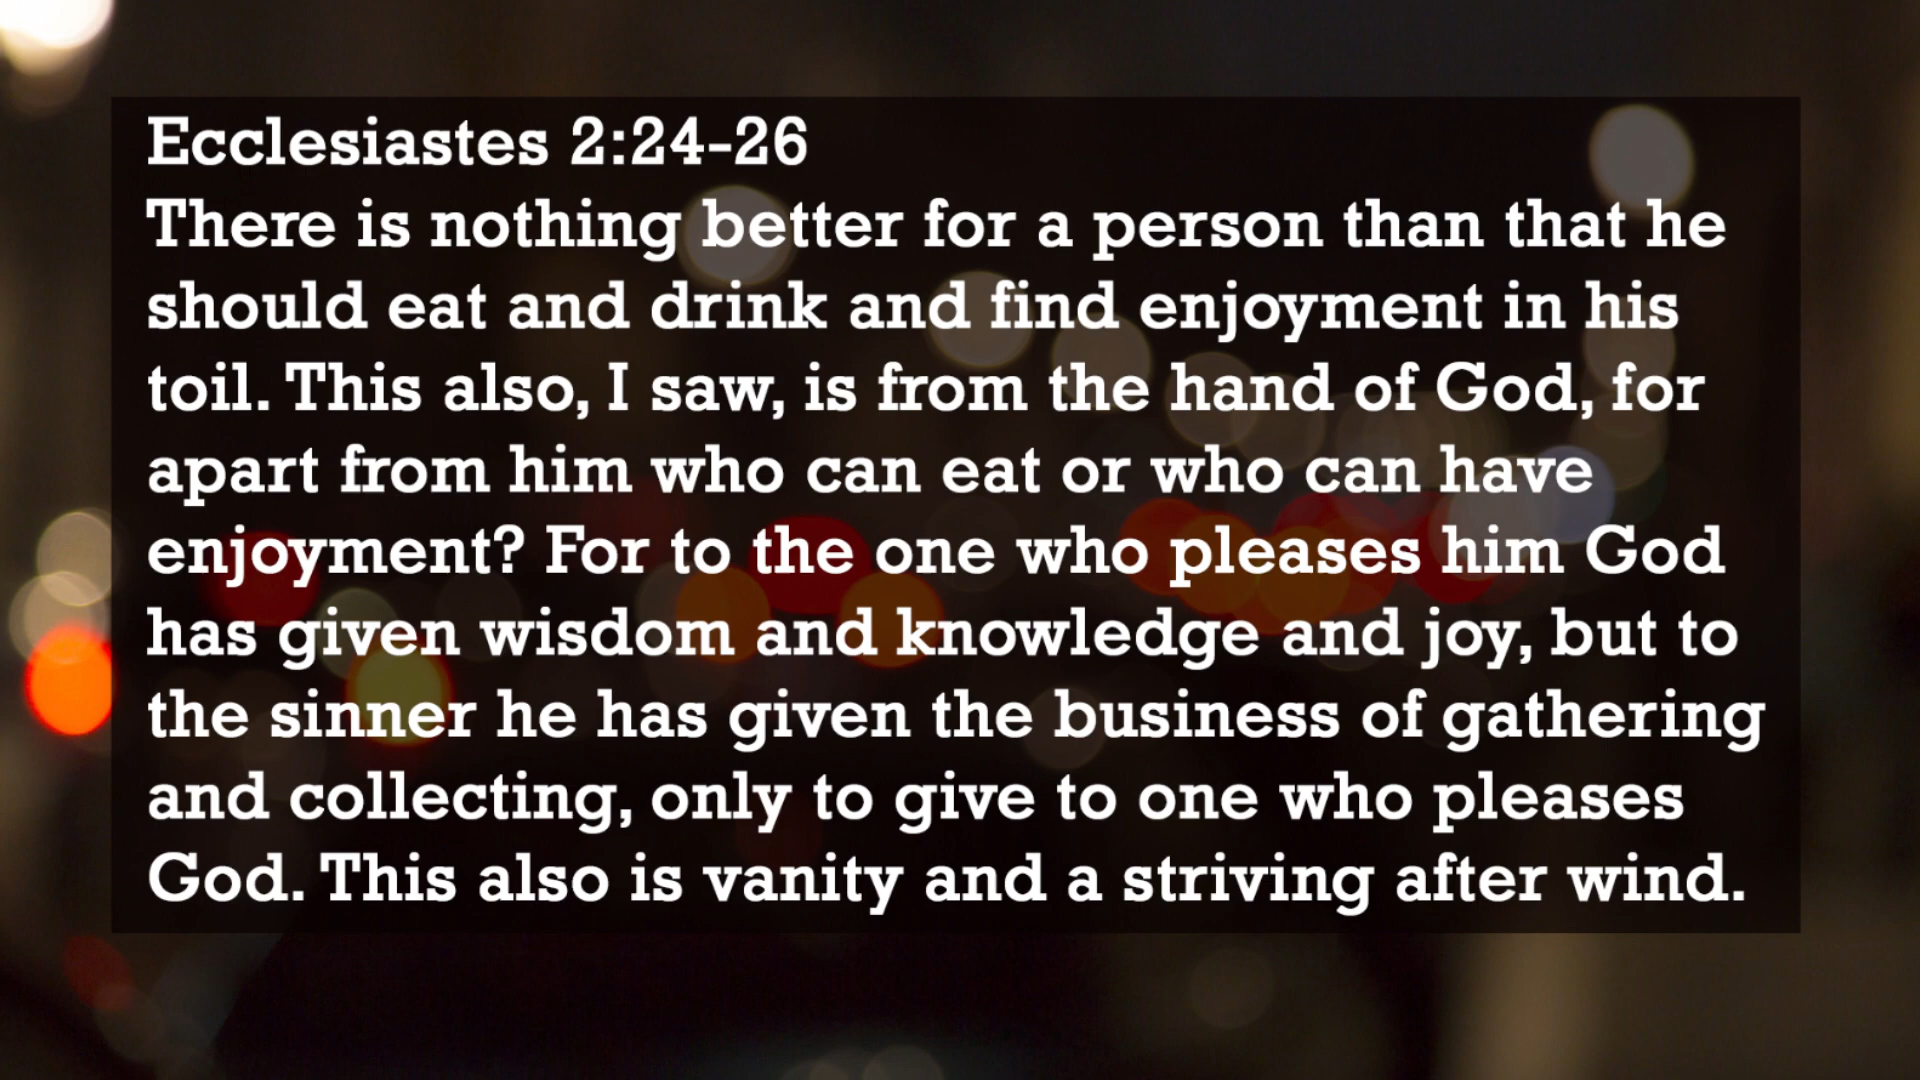 Ecclesiastes 2:24-26
There is nothing better for a person than that he
should eat and drink and find enjoyment in his
toil. This also, I saw, is from the hand of God, for
apart from him who can eat or who can have
enjoyment? For to the one who pleases him God
has given wisdom and knowledge and joy, but to
the sinner he has given the business of gathering
and collecting, only to give to one who pleases
God. This also is vanity and a striving after wind.